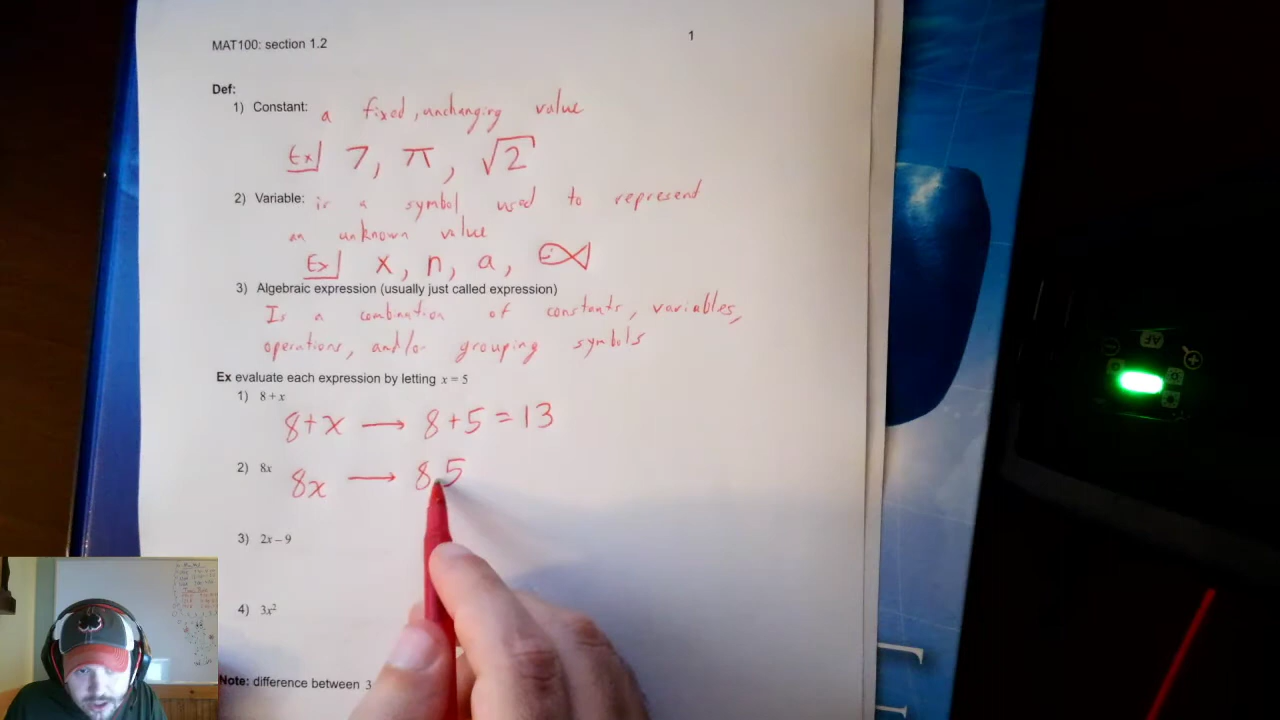 MAT100: section 1.2 1
Def:
1) Constant: a fixed, unchanging value
Ex 7, π, √2
2) Variable: is a symbol used to represent
an unknown value
Ex x, n, a,
3) Algebraic expression (usually just called expression)
Is a combination of constants, variables,
operations, and/or grouping symbols
Ex evaluate each expression by letting x = 5
1) 8 + x
8+x → 8+5=13
2) 8x
8x → 8·5
3) 2x − 9
4) 3x²
Note: difference between 3
AF